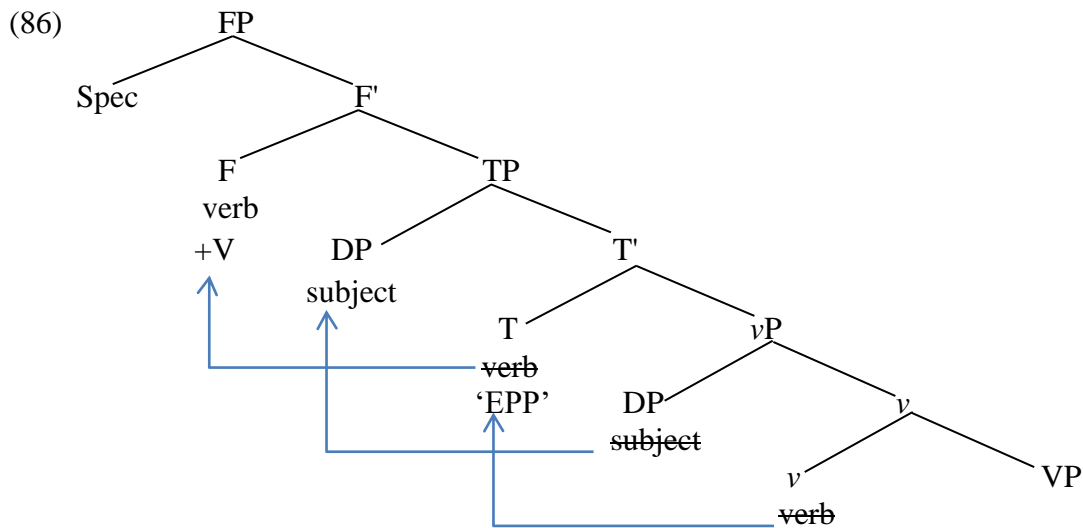 (86) FP
Spec F'
F TP
verb
+V DP T'
subject
T vP
verb
‘EPP’ DP v
subject
v VP
verb